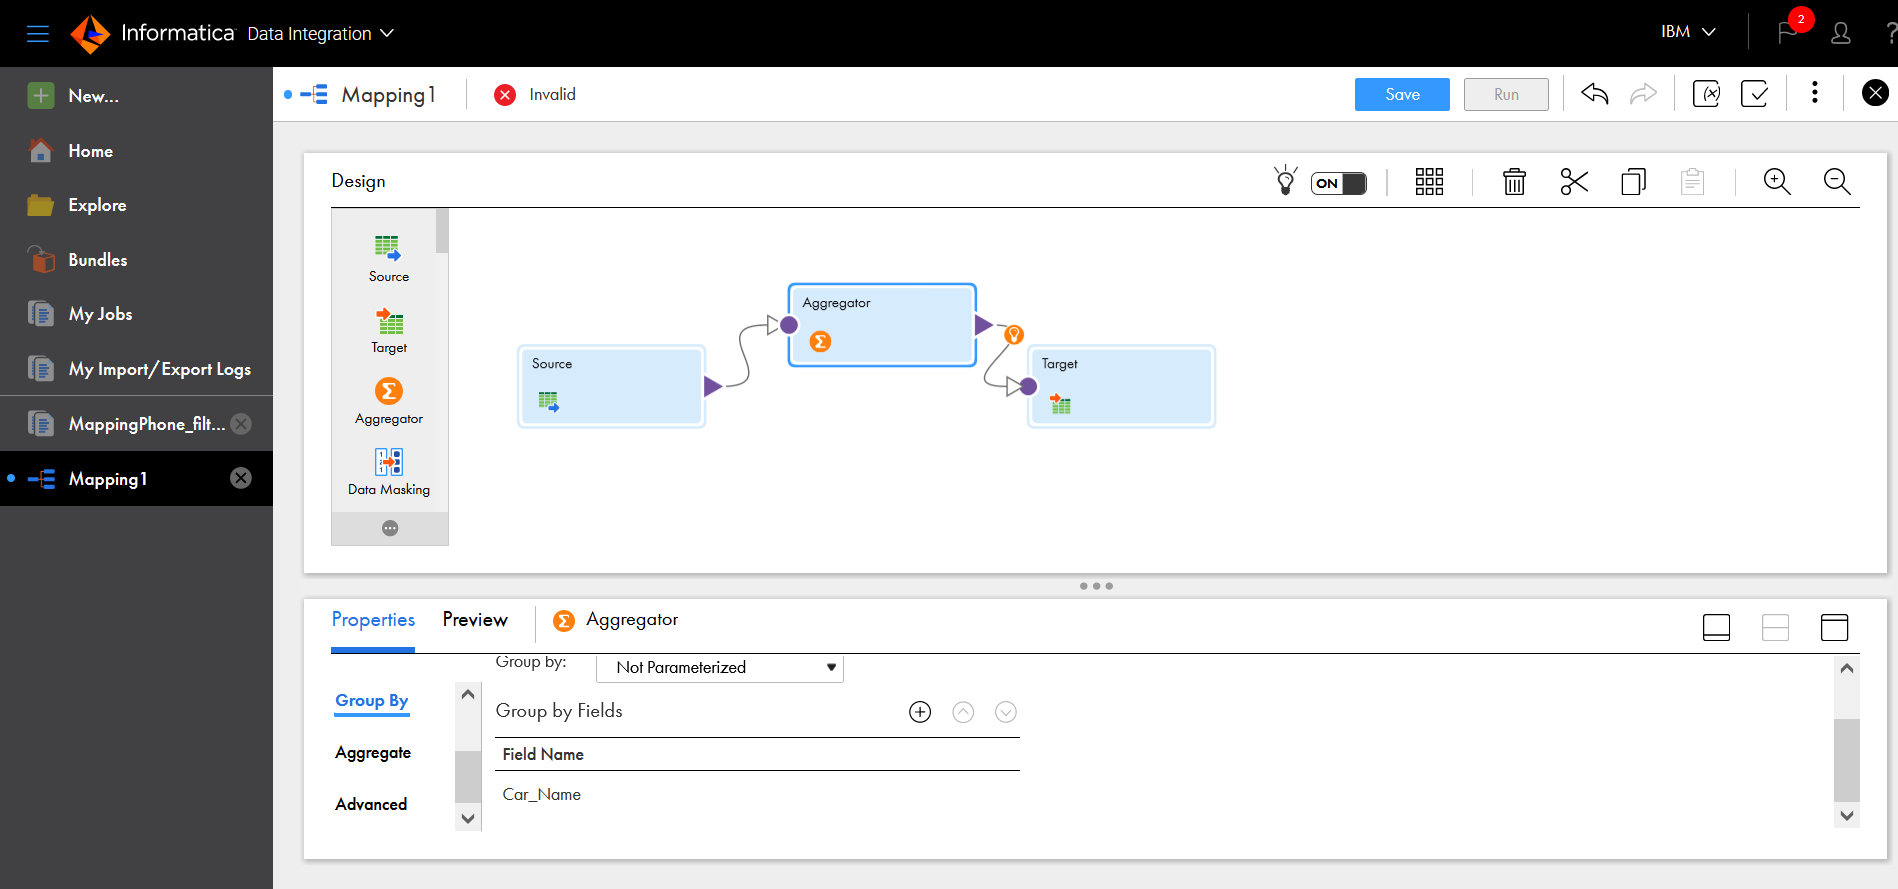 Informatica Data Integration
IBM
2
?
New...
Home
Explore
Bundles
My Jobs
My Import/Export Logs
MappingPhone_filt...
Mapping1
Mapping1
Invalid
Save
Run
Design
ON
Source
Target
Aggregator
Data Masking
Source
Aggregator
Target
Properties
Preview
Aggregator
Group By
Aggregate
Advanced
Group by:
Not Parameterized
Group by Fields
Field Name
Car_Name